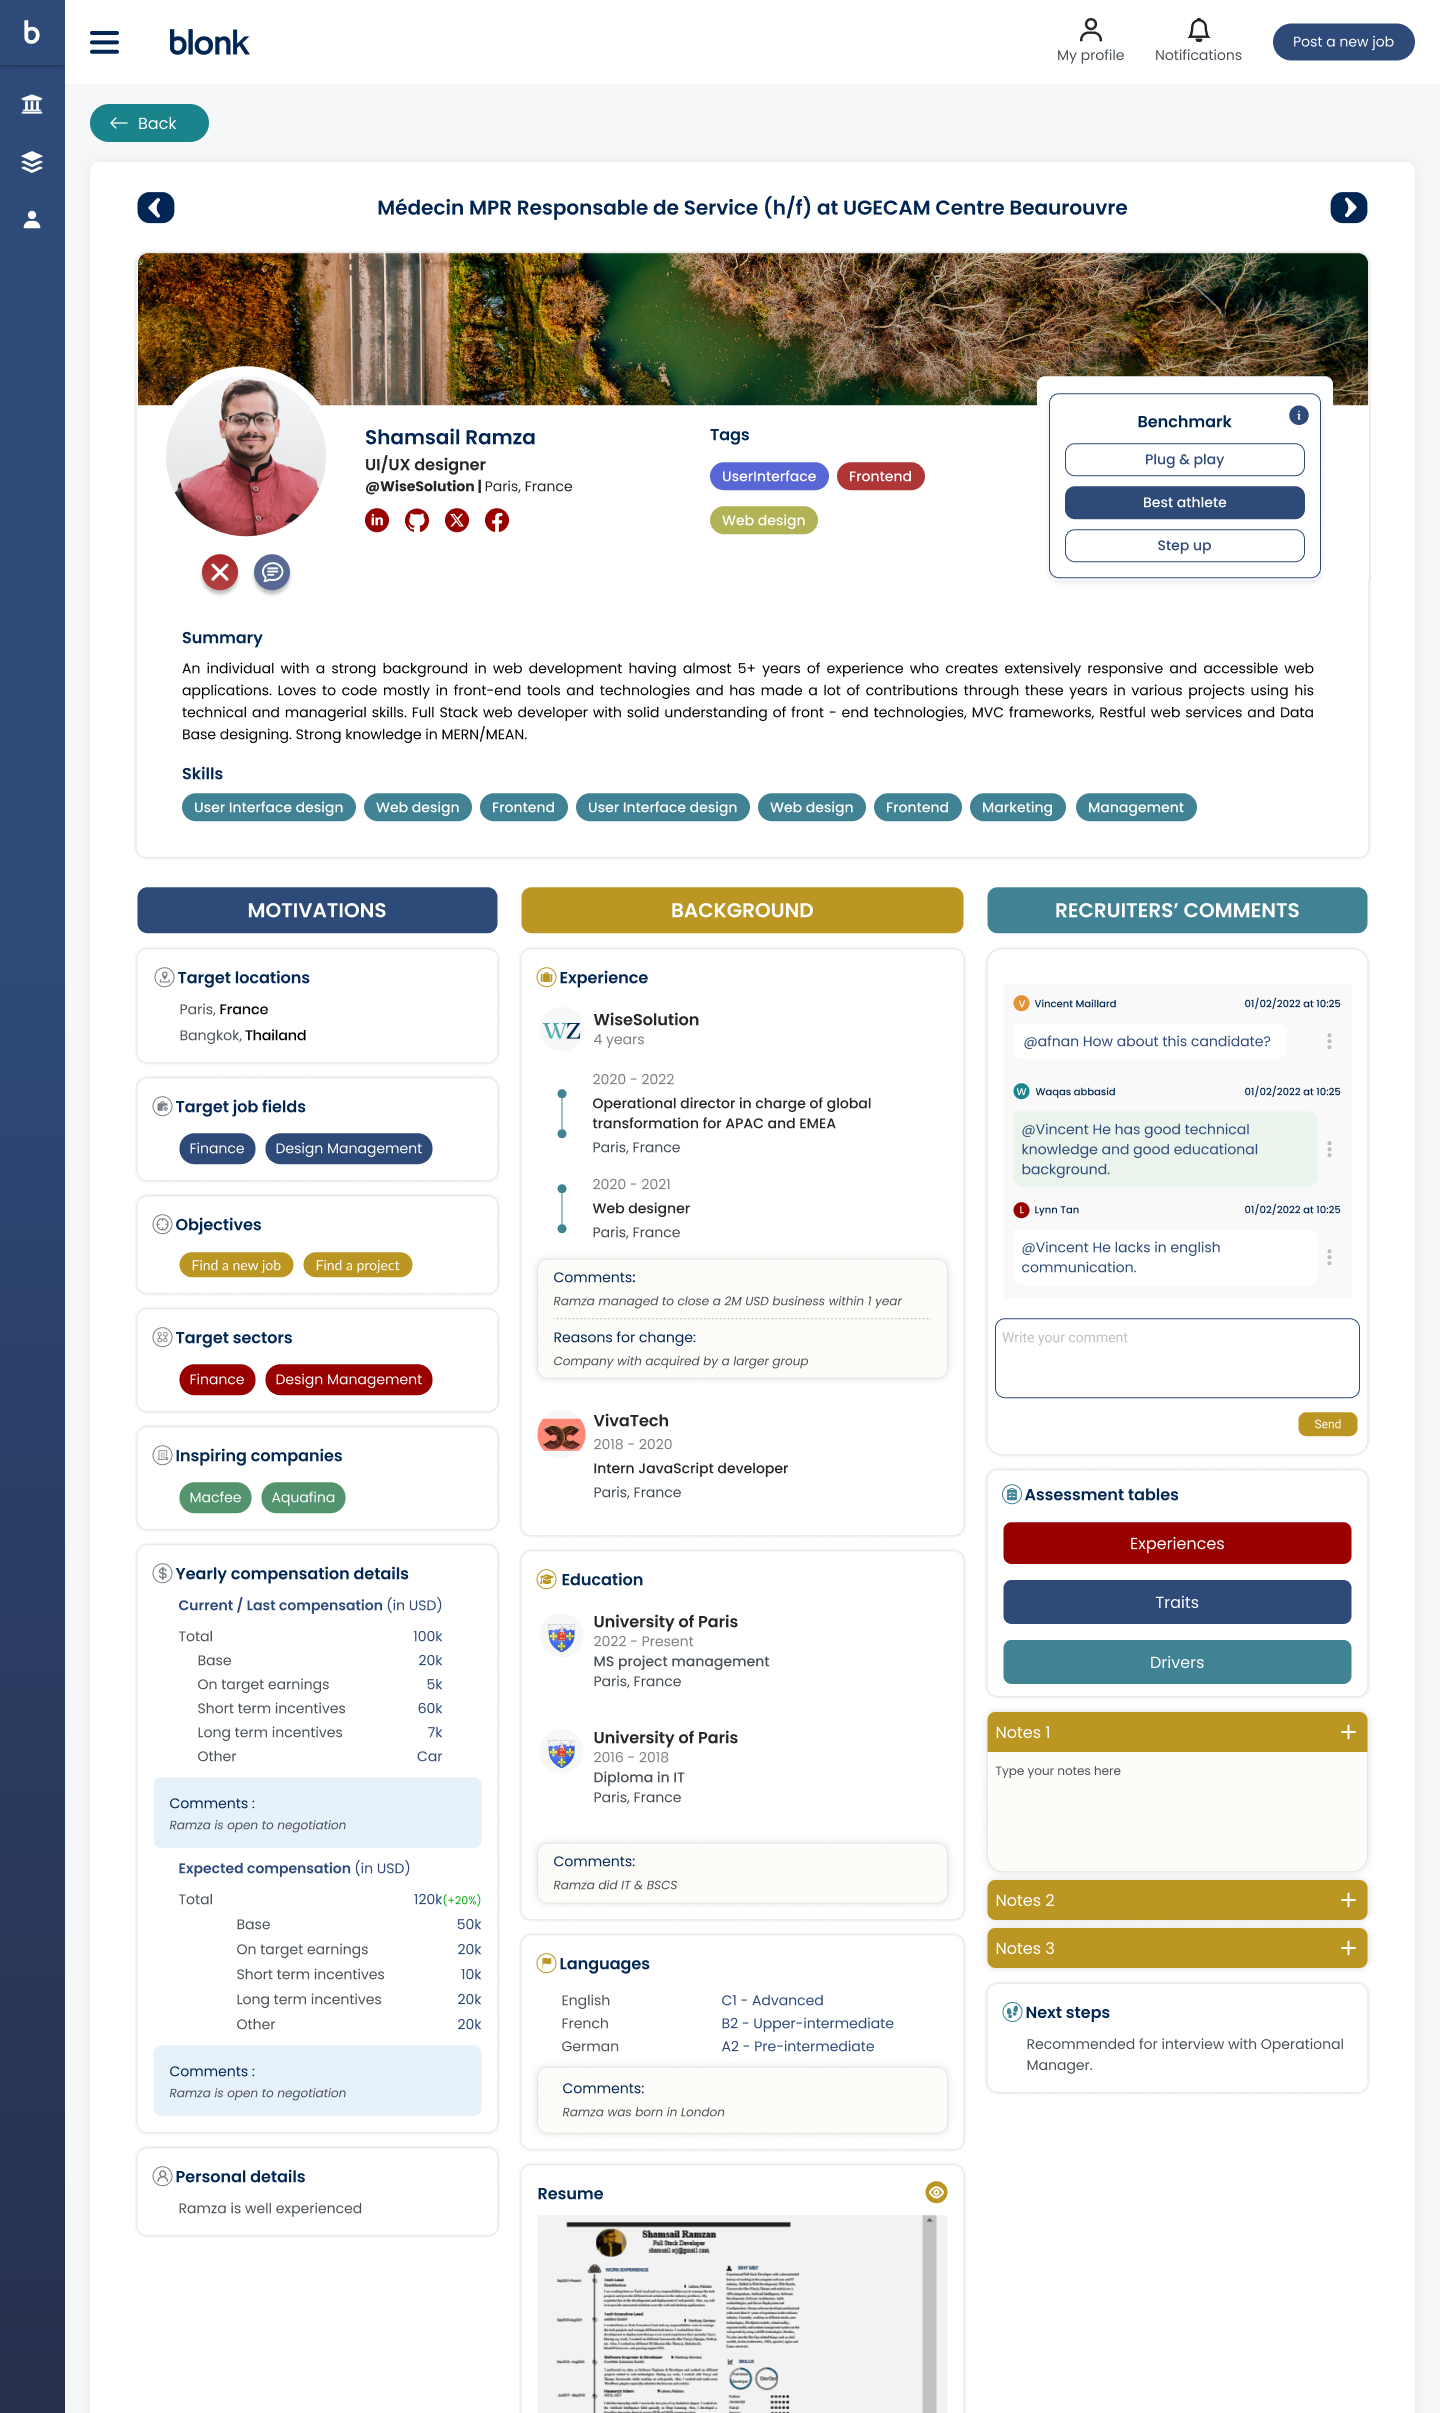 b
blonk
My profile
Notifications
Post a new job
Back
Médecin MPR Responsable de Service (h/f) at UGECAM Centre Beaurouvre
Shamsail Ramza
UI/UX designer
@WiseSolution | Paris, France
Tags
UserInterface
Frontend
Web design
Benchmark
Plug & play
Best athlete
Step up
Summary
An individual with a strong background in web development having almost 5+ years of experience who creates extensively responsive and accessible web
applications. Loves to code mostly in front-end tools and technologies and has made a lot of contributions through these years in various projects using his
technical and managerial skills. Full Stack web developer with solid understanding of front - end technologies, MVC frameworks, Restful web services and Data
Base designing. Strong knowledge in MERN/MEAN.
Skills
User Interface design
Web design
Frontend
User Interface design
Web design
Frontend
Marketing
Management
MOTIVATIONS
Target locations
Paris, France
Bangkok, Thailand
Target job fields
Finance
Design Management
Objectives
Find a new job
Find a project
Target sectors
Finance
Design Management
Inspiring companies
Macfee
Aquafina
Yearly compensation details
Current / Last compensation (in USD)
Total 100k
Base 20k
On target earnings 5k
Short term incentives 60k
Long term incentives 7k
Other Car
Comments :
Ramza is open to negotiation
Expected compensation (in USD)
Total 120k(+20%)
Base 50k
On target earnings 20k
Short term incentives 10k
Long term incentives 20k
Other 20k
Comments :
Ramza is open to negotiation
Personal details
Ramza is well experienced
BACKGROUND
Experience
WZ
WiseSolution
4 years
2020 - 2022
Operational director in charge of global
transformation for APAC and EMEA
Paris, France
2020 - 2021
Web designer
Paris, France
Comments:
Ramza managed to close a 2M USD business within 1 year
Reasons for change:
Company with acquired by a larger group
VivaTech
2018 - 2020
Intern JavaScript developer
Paris, France
Education
University of Paris
2022 - Present
MS project management
Paris, France
University of Paris
2016 - 2018
Diploma in IT
Paris, France
Comments:
Ramza did IT & BSCS
Languages
English C1 - Advanced
French B2 - Upper-intermediate
German A2 - Pre-intermediate
Comments:
Ramza was born in London
Resume
Shamsail Ramzan
Full Stack Developer
WORK EXPERIENCE
WHY ME?
SKILLS
RECRUITERS’ COMMENTS
V Vincent Maillard 01/02/2022 at 10:25
@afnan How about this candidate?
W Waqas abbasid 01/02/2022 at 10:25
@Vincent He has good technical
knowledge and good educational
background.
L Lynn Tan 01/02/2022 at 10:25
@Vincent He lacks in english
communication.
Write your comment
Send
Assessment tables
Experiences
Traits
Drivers
Notes 1
Type your notes here
Notes 2
Notes 3
Next steps
Recommended for interview with Operational
Manager.